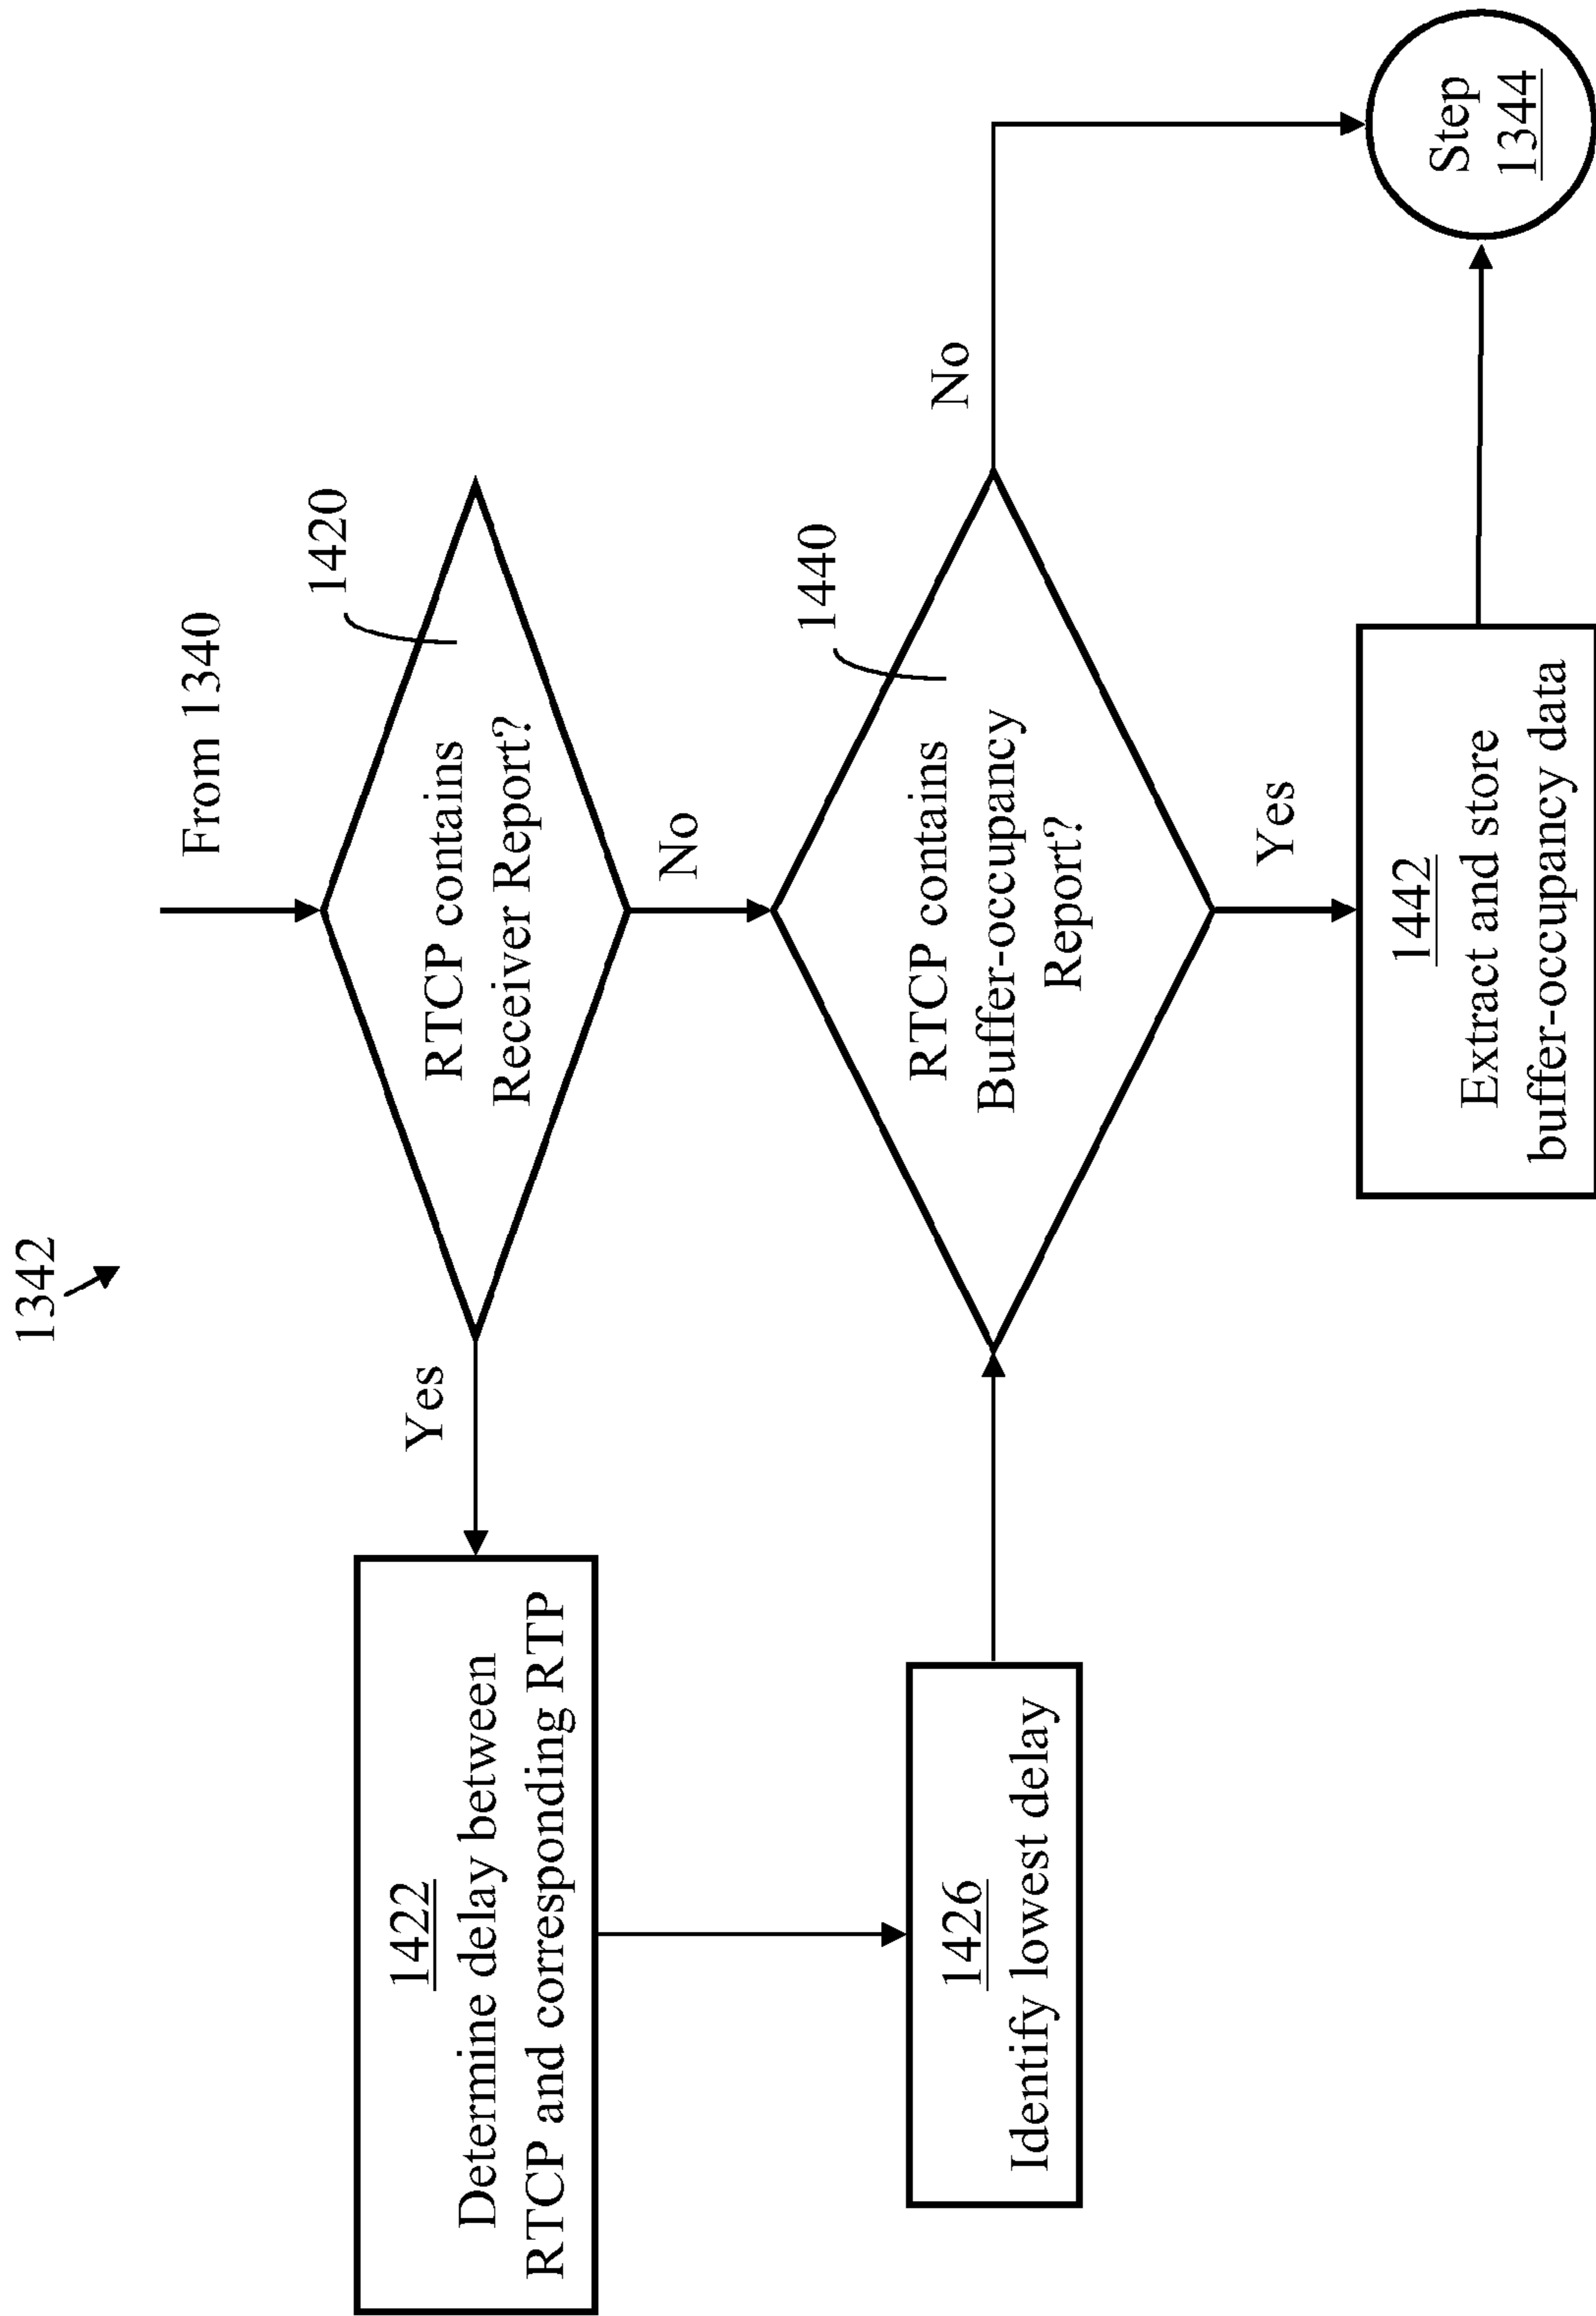 1342
From 1340
1420
RTCP contains
Receiver Report?
Yes
No
1422
Determine delay between
RTCP and corresponding RTP
1426
Identify lowest delay
1440
RTCP contains
Buffer-occupancy
Report?
No
Yes
1442
Extract and store
buffer-occupancy data
Step
1344